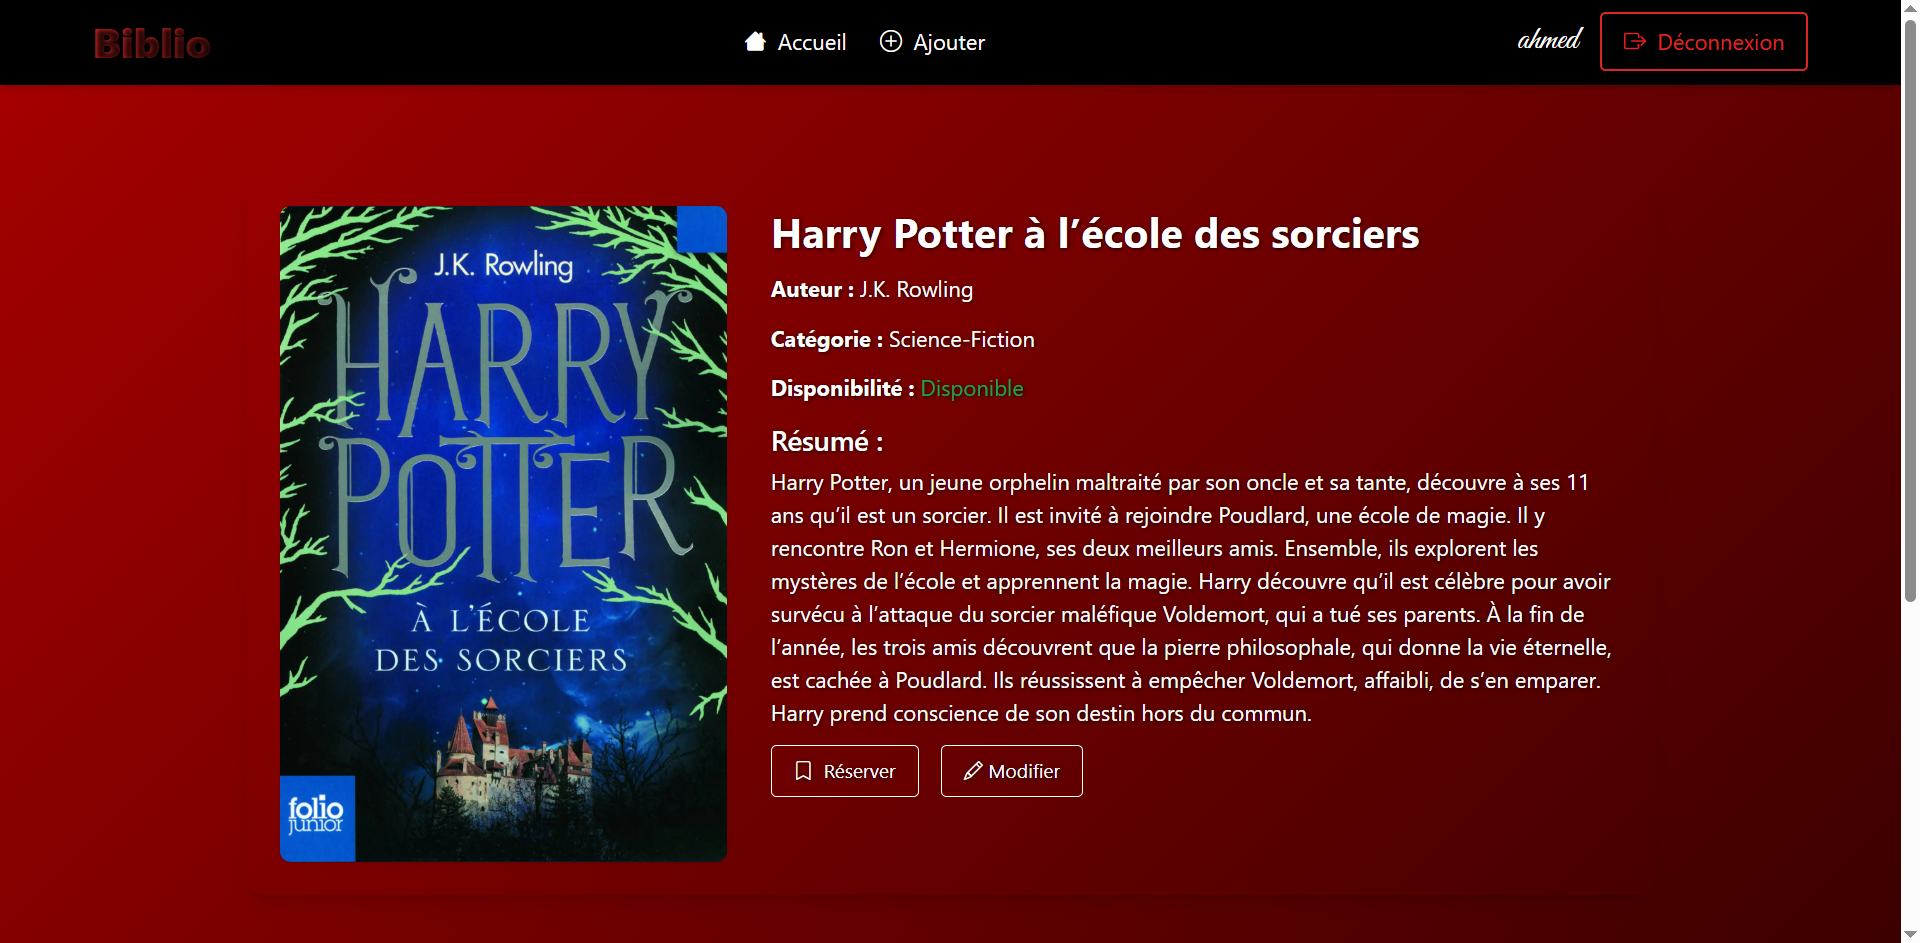 Biblio
Accueil
Ajouter
ahmed
Déconnexion
J.K. Rowling
HARRY
POTTER
À L'ÉCOLE
DES SORCIERS
folio
junior
Harry Potter à l’école des sorciers
Auteur : J.K. Rowling
Catégorie : Science-Fiction
Disponibilité : Disponible
Résumé :
Harry Potter, un jeune orphelin maltraité par son oncle et sa tante, découvre à ses 11
ans qu’il est un sorcier. Il est invité à rejoindre Poudlard, une école de magie. Il y
rencontre Ron et Hermione, ses deux meilleurs amis. Ensemble, ils explorent les
mystères de l’école et apprennent la magie. Harry découvre qu’il est célèbre pour avoir
survécu à l’attaque du sorcier maléfique Voldemort, qui a tué ses parents. À la fin de
l’année, les trois amis découvrent que la pierre philosophale, qui donne la vie éternelle,
est cachée à Poudlard. Ils réussissent à empêcher Voldemort, affaibli, de s’en emparer.
Harry prend conscience de son destin hors du commun.
Réserver
Modifier